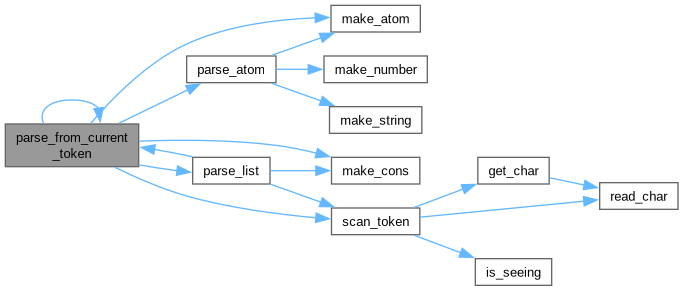 make_atom
parse_atom
make_number
make_string
parse_from_current
_token
parse_list
make_cons
get_char
read_char
scan_token
is_seeing